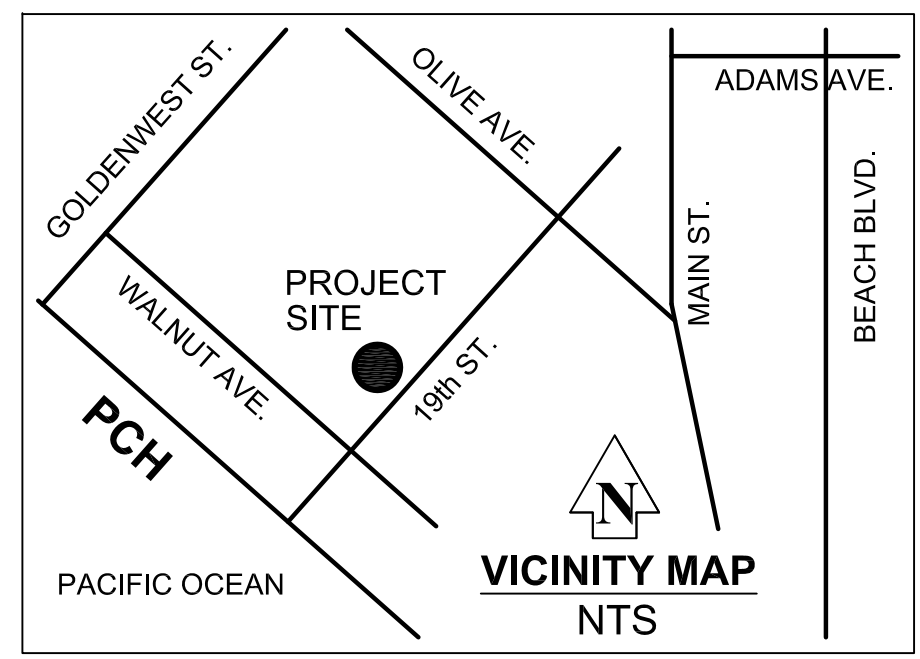 GOLDENWEST ST.
OLIVE AVE.
ADAMS AVE.
BEACH BLVD.
MAIN ST.
WALNUT AVE.
PROJECT
SITE
19th ST.
PCH
PACIFIC OCEAN
N
VICINITY MAP
NTS